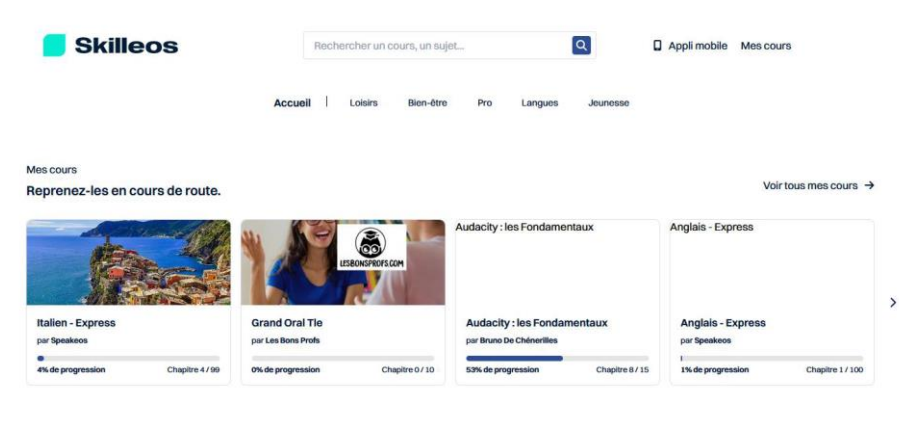 Skilleos
Rechercher un cours, un sujet...
Appli mobile
Mes cours
Accueil
Loisirs
Bien-être
Pro
Langues
Jeunesse
Mes cours
Reprenez-les en cours de route.
Voir tous mes cours →
Italien - Express
par Speakeos
4% de progression
Chapitre 4 / 99
LESBONSPROFS.COM
Grand Oral Tle
par Les Bons Profs
0% de progression
Chapitre 0 / 10
Audacity : les Fondamentaux
Audacity : les Fondamentaux
par Bruno De Chénerilles
53% de progression
Chapitre 8 / 15
Anglais - Express
Anglais - Express
par Speakeos
1% de progression
Chapitre 1 / 100